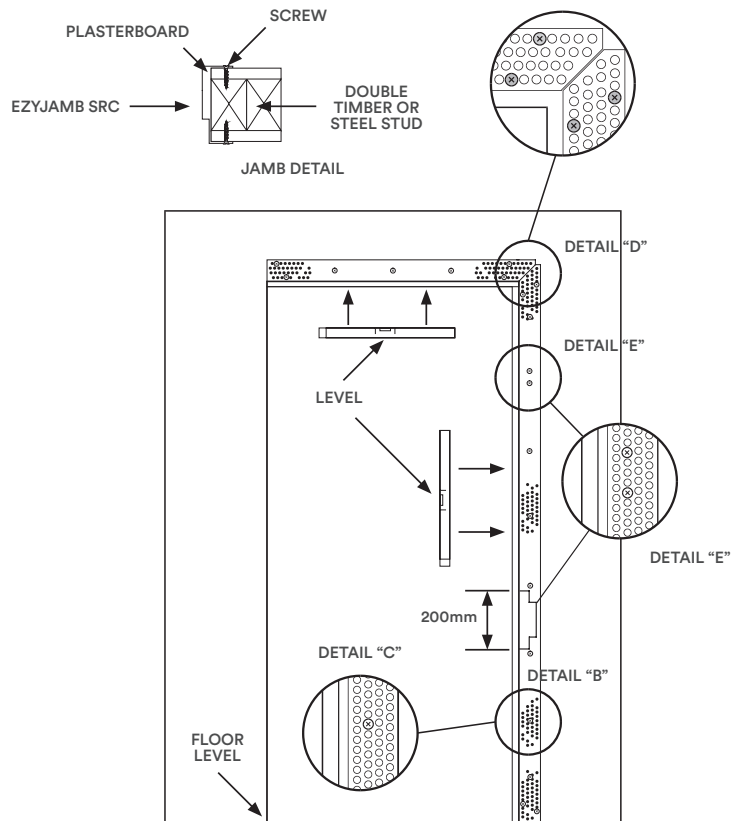 SCREW
PLASTERBOARD
EZYJAMB SRC
DOUBLE
TIMBER OR
STEEL STUD
JAMB DETAIL
DETAIL “D”
DETAIL “E”
LEVEL
DETAIL “E”
200mm
DETAIL “C”
DETAIL “B”
FLOOR
LEVEL